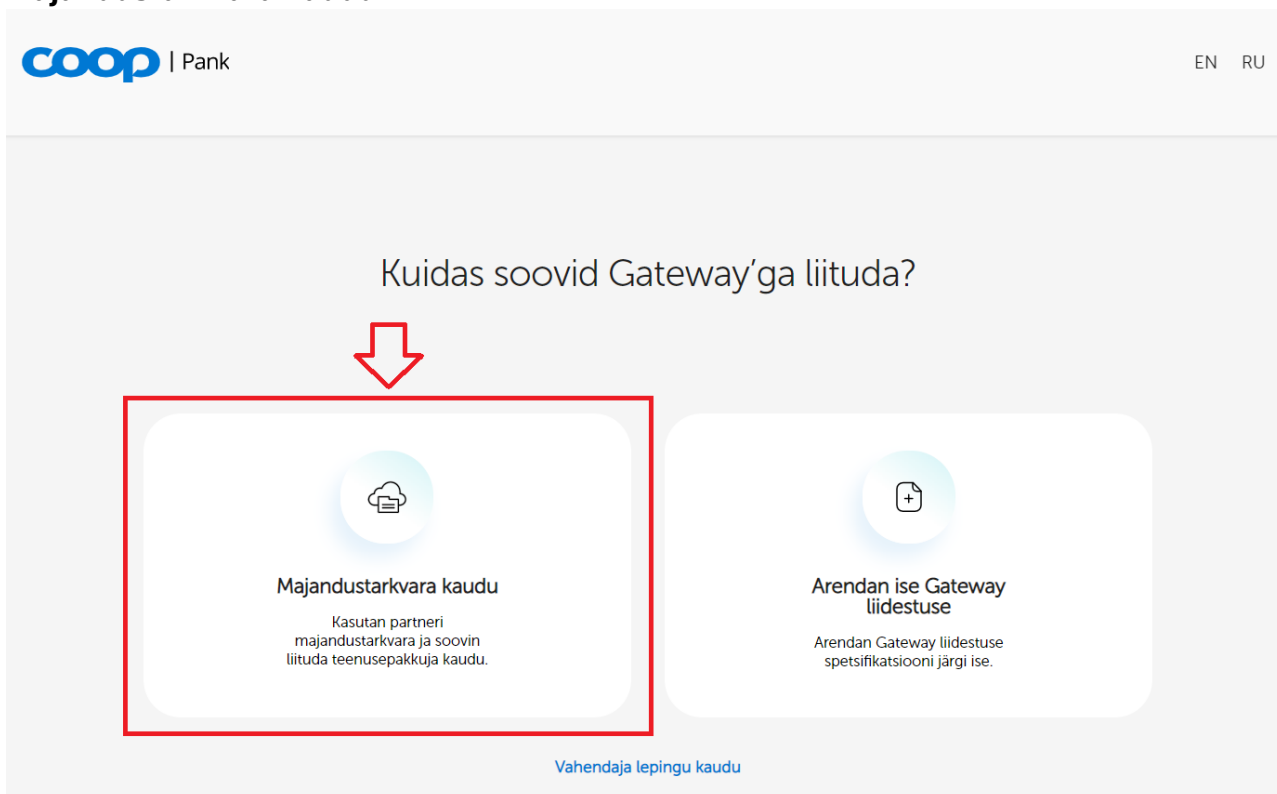 coop | Pank
EN RU
Kuidas soovid Gateway'ga liituda?
Majandustarkvara kaudu
Kasutan partneri
majandustarkvara ja soovin
liituda teenusepakkuja kaudu.
Arendan ise Gateway
liidestuse
Arendan Gateway liidestuse
spetsifikatsiooni järgi ise.
Vahendaja lepingu kaudu